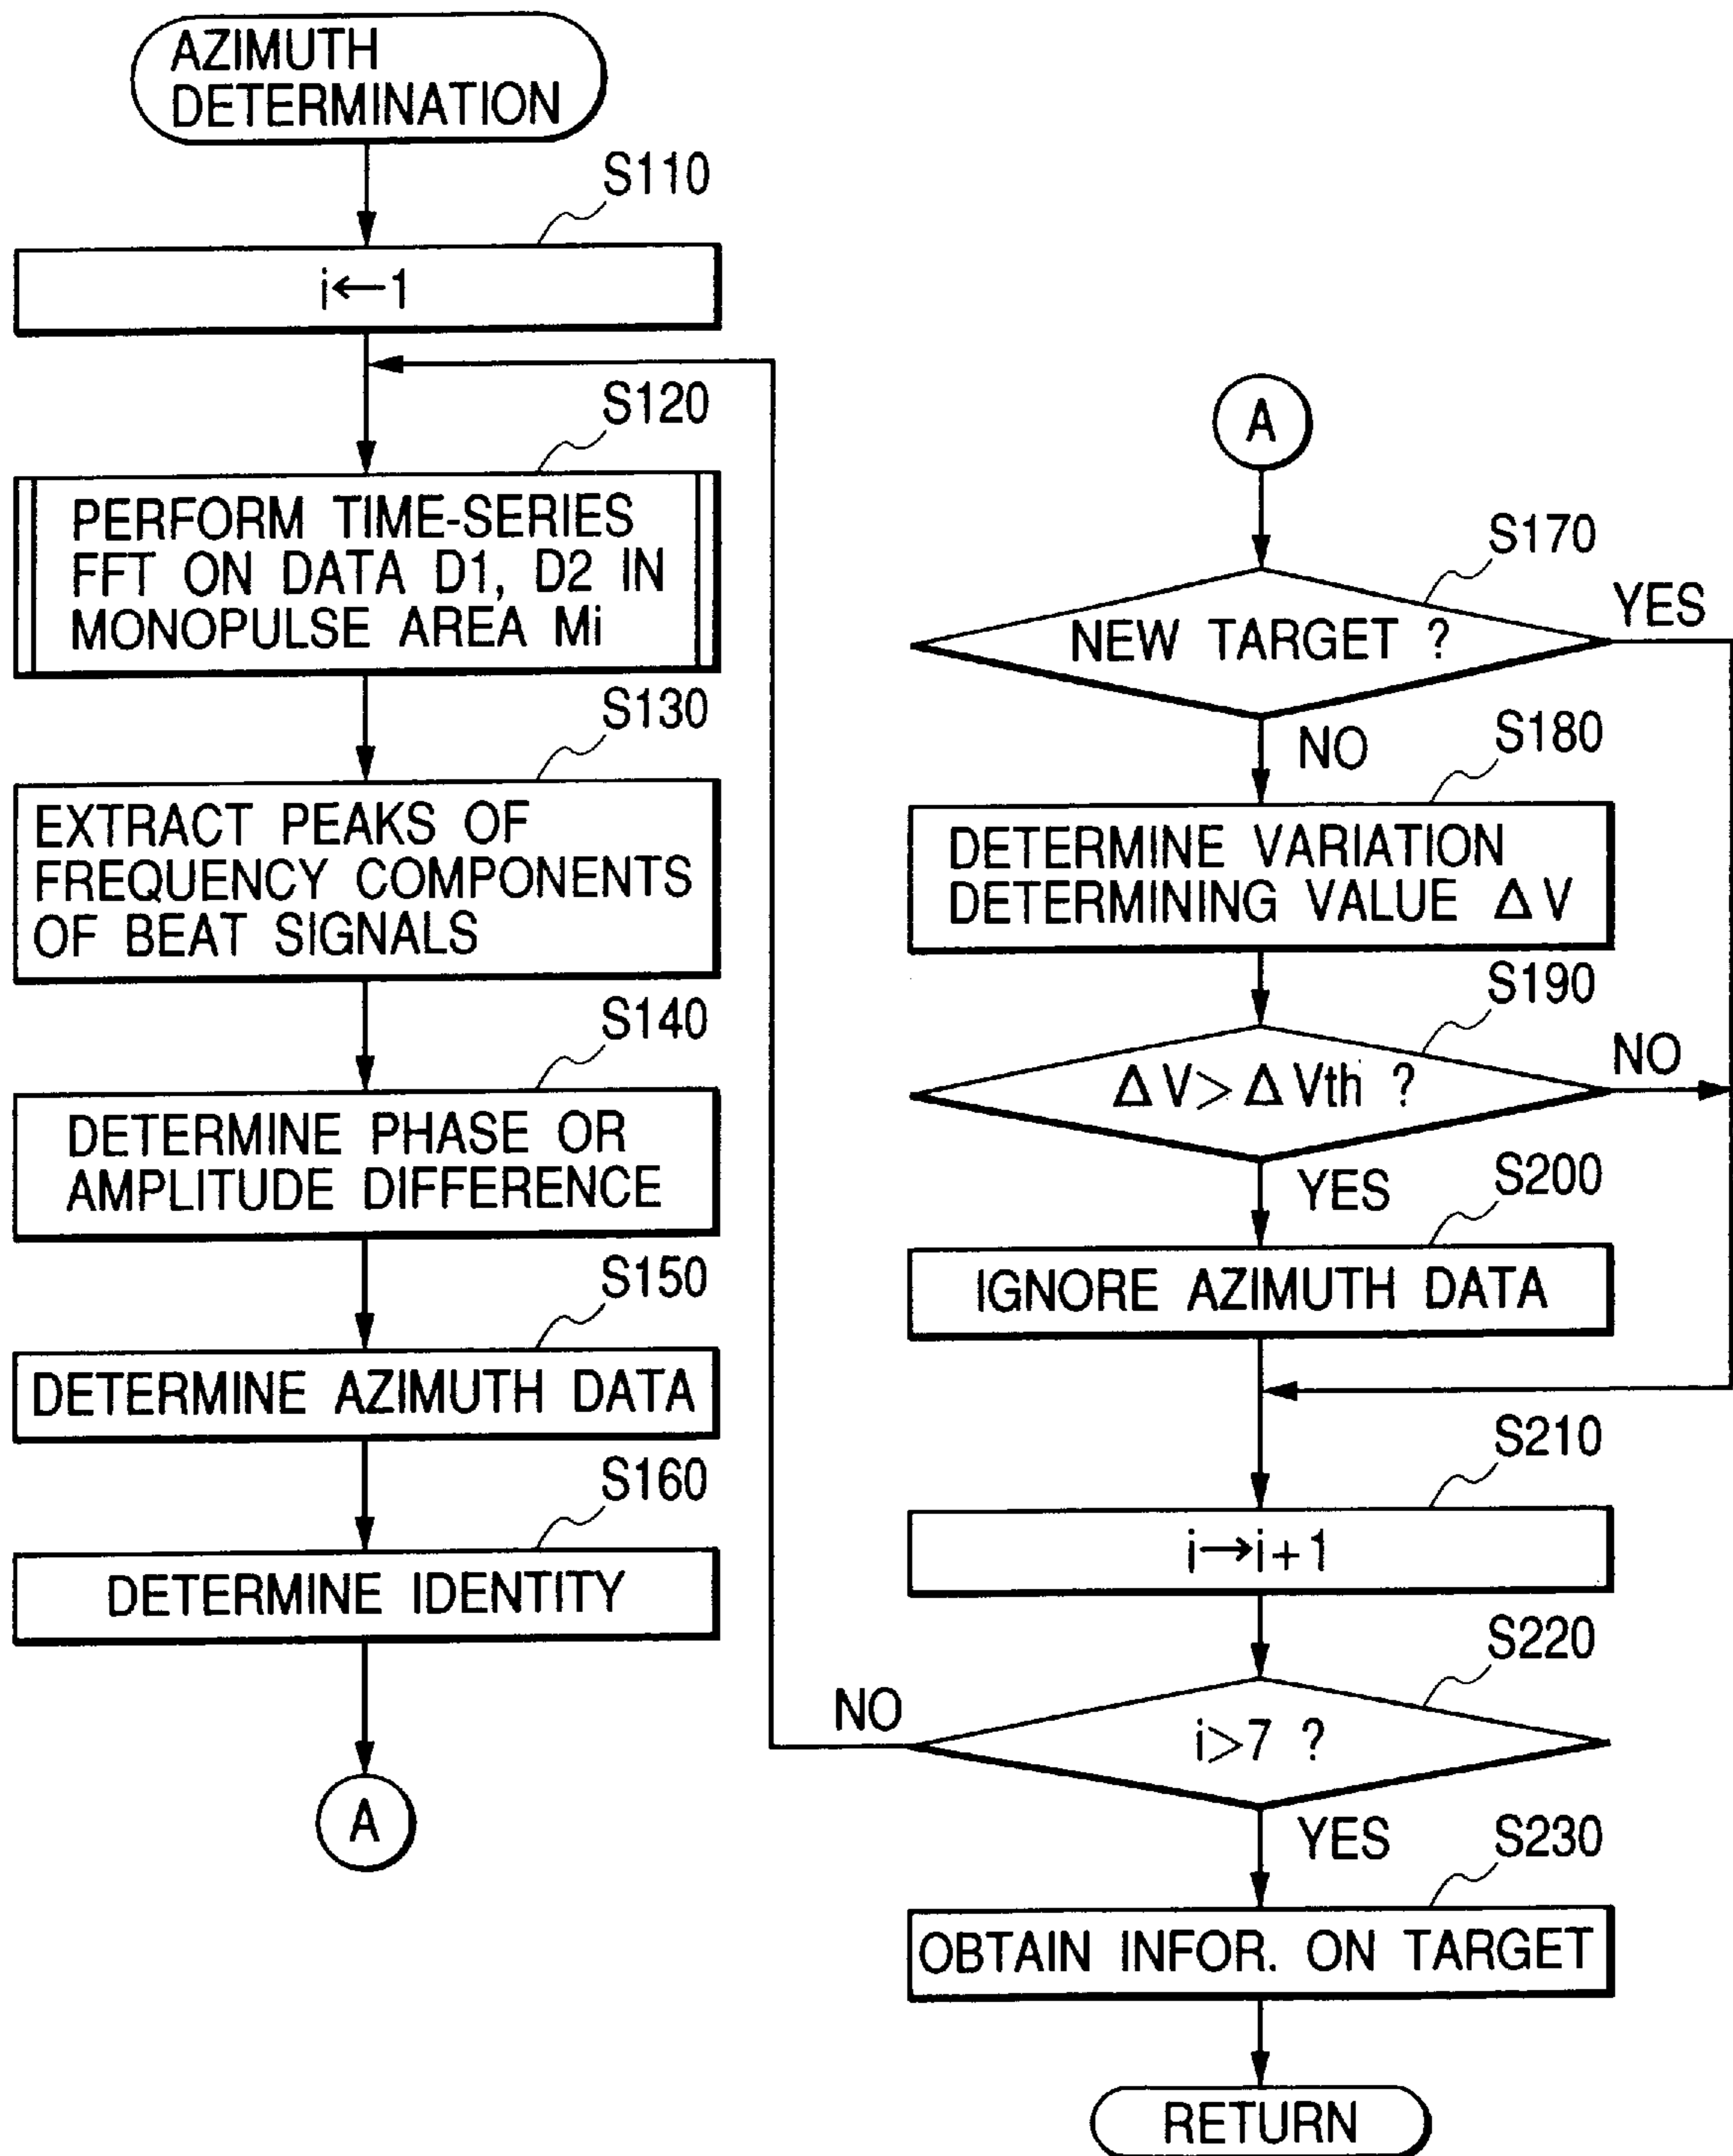 AZIMUTH
DETERMINATION
S110
i←1
S120
PERFORM TIME-SERIES
FFT ON DATA D1, D2 IN
MONOPULSE AREA Mi
S130
EXTRACT PEAKS OF
FREQUENCY COMPONENTS
OF BEAT SIGNALS
S140
DETERMINE PHASE OR
AMPLITUDE DIFFERENCE
S150
DETERMINE AZIMUTH DATA
S160
DETERMINE IDENTITY
A
A
S170
NEW TARGET ?
YES
NO
S180
DETERMINE VARIATION
DETERMINING VALUE ΔV
S190
ΔV>ΔVth ?
NO
YES
S200
IGNORE AZIMUTH DATA
S210
i→i+1
S220
i>7 ?
NO
YES
S230
OBTAIN INFOR. ON TARGET
RETURN